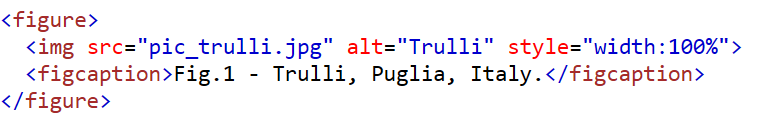 <figure>
  <img src="pic_trulli.jpg" alt="Trulli" style="width:100%">
  <figcaption>Fig.1 - Trulli, Puglia, Italy.</figcaption>
</figure>